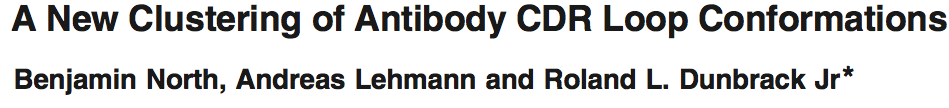 A New Clustering of Antibody CDR Loop Conformations
Benjamin North, Andreas Lehmann and Roland L. Dunbrack Jr*